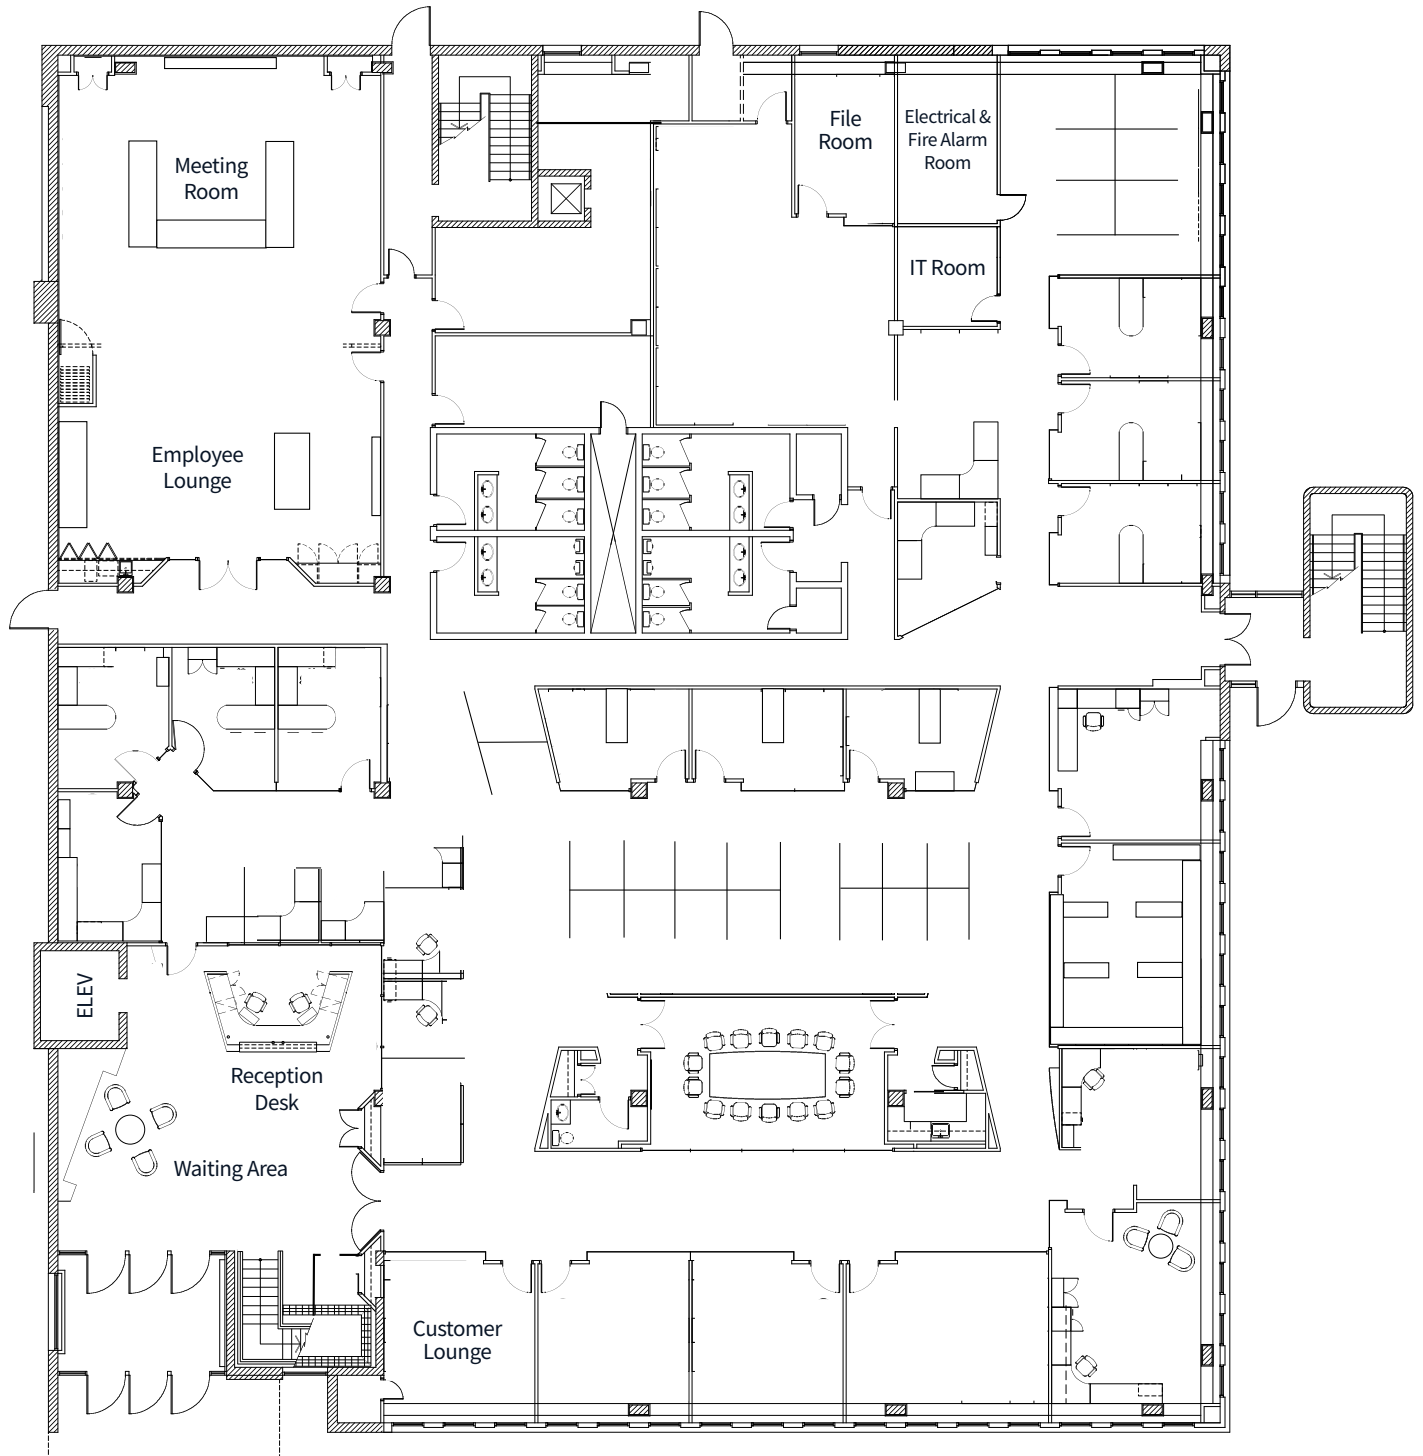 Meeting
Room
File
Room
Electrical &
Fire Alarm
Room
IT Room
Employee
Lounge
ELEV
Reception
Desk
Waiting Area
Customer
Lounge